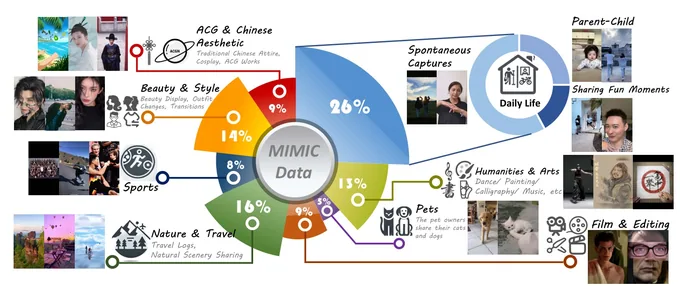 ACG & Chinese
Aesthetic
Traditional Chinese Attire,
Cosplay, ACG Works
ACGN
Beauty & Style
Beauty Display, Outfit
Changes, Transitions
Sports
Nature & Travel
Travel Logs,
Natural Scenery Sharing
MIMIC
Data
26%
13%
5%
9%
16%
8%
14%
9%
Spontaneous
Captures
Daily Life
Parent-Child
Sharing Fun Moments
Humanities & Arts
Dance/ Painting/
Calligraphy/ Music, etc
Pets
The pet owners
share their cats
and dogs
Film & Editing